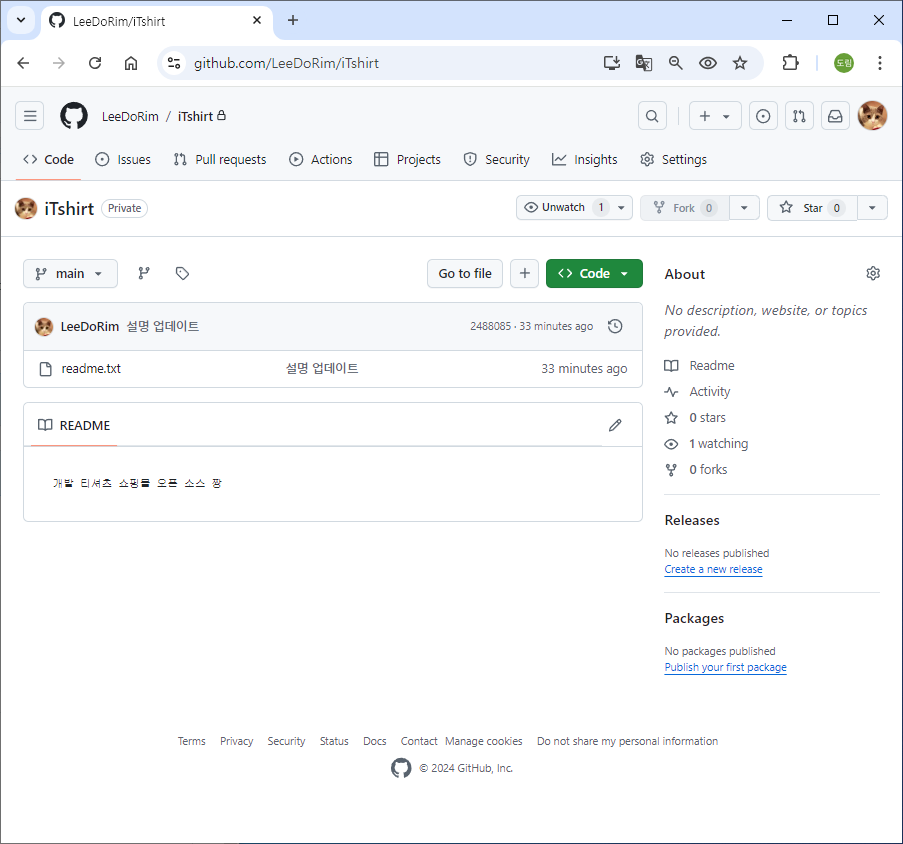 LeeDoRim/iTshirt
github.com/LeeDoRim/iTshirt
도림
LeeDoRim / iTshirt
Code Issues Pull requests Actions Projects Security Insights Settings
iTshirt Private Unwatch 1 Fork 0 Star 0
main Go to file Code
About
No description, website, or topics
provided.
LeeDoRim 설명 업데이트 2488085 · 33 minutes ago
readme.txt 설명 업데이트 33 minutes ago
Readme
Activity
0 stars
1 watching
0 forks
README
개발 티셔츠 쇼핑몰 오픈 소스 짱
Releases
No releases published
Create a new release
Packages
No packages published
Publish your first package
Terms Privacy Security Status Docs Contact Manage cookies Do not share my personal information
© 2024 GitHub, Inc.